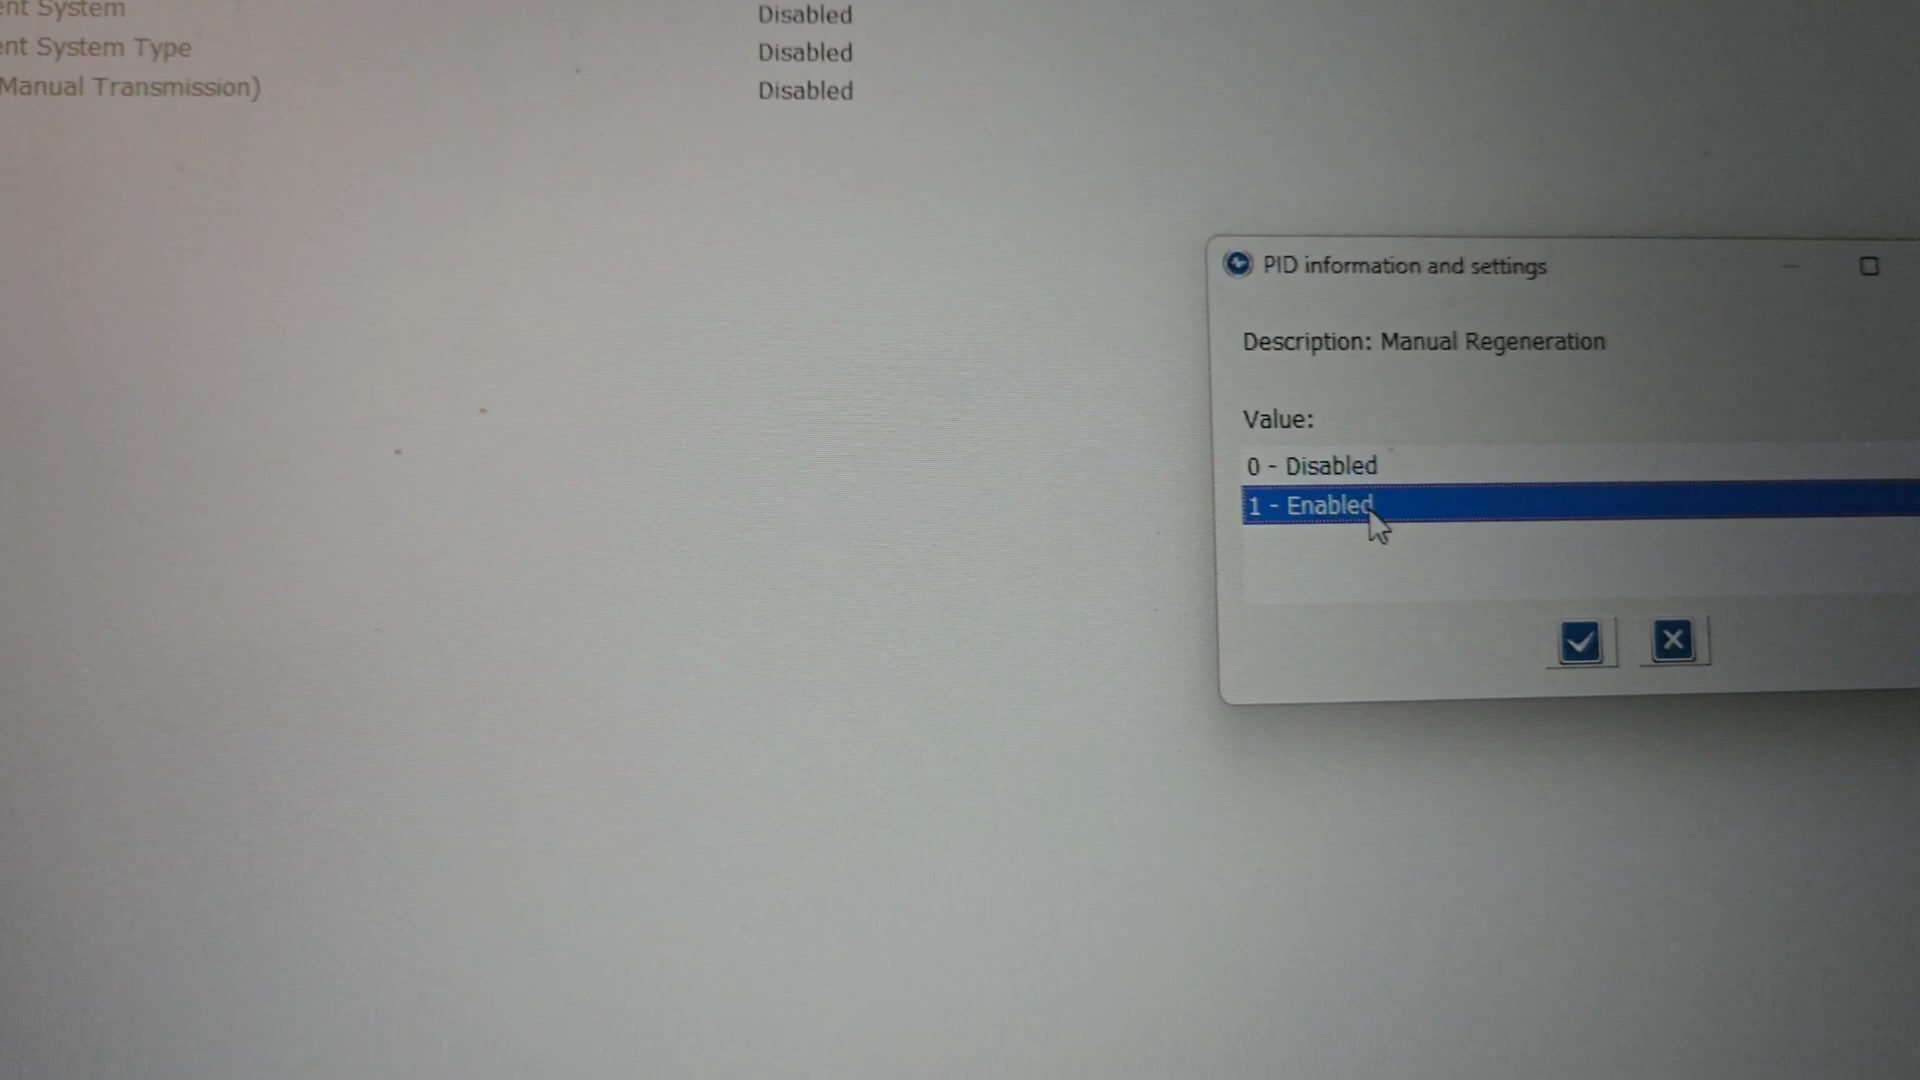 ent System
Disabled
ent System Type
Disabled
Manual Transmission)
Disabled
PID information and settings
Description: Manual Regeneration
Value:
0 - Disabled
1 - Enabled